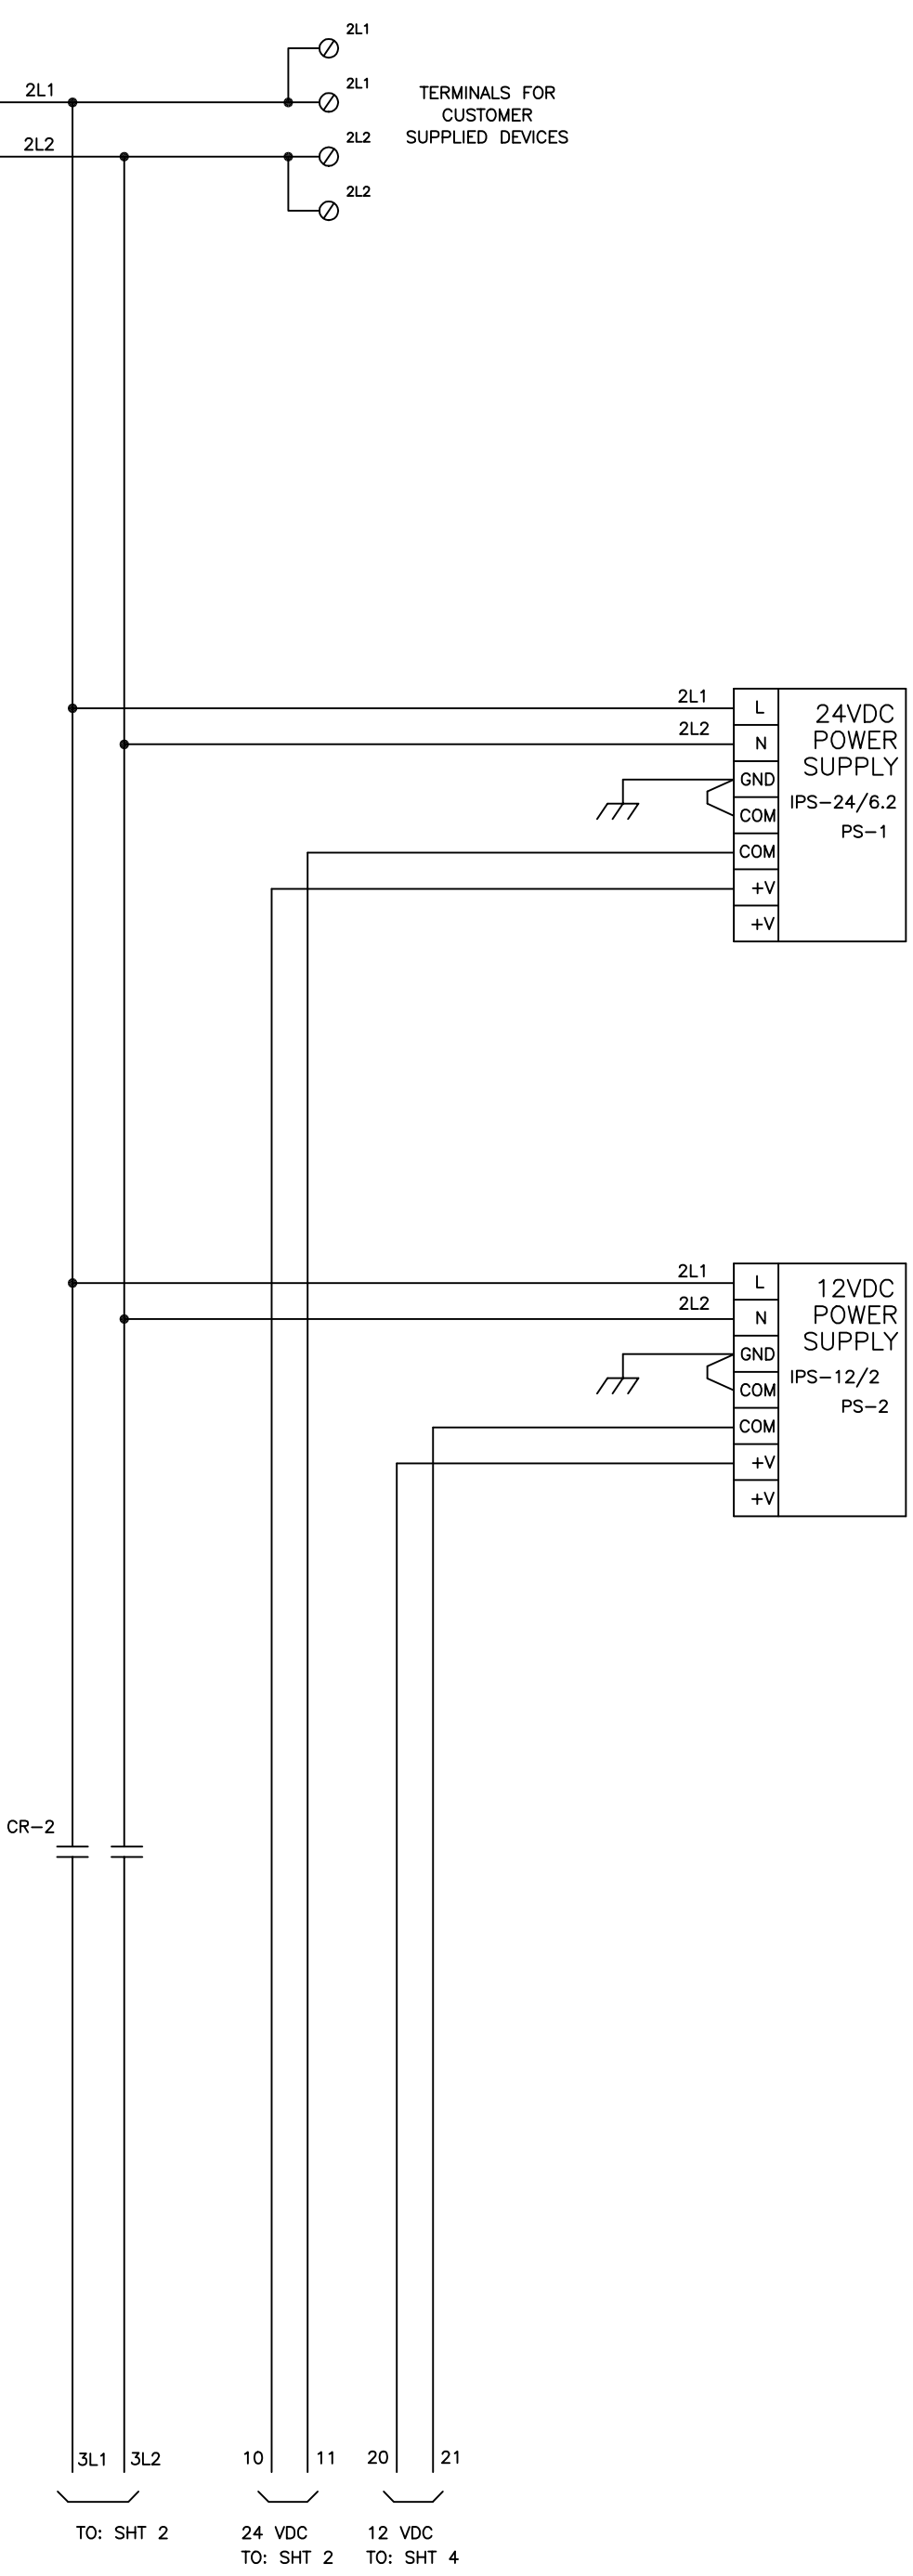 2L1
2L1
2L1
TERMINALS FOR
CUSTOMER
SUPPLIED DEVICES
2L2
2L2
2L2
2L1
L
2L2
N
GND
COM
COM
+V
+V
24VDC
POWER
SUPPLY
IPS-24/6.2
PS-1
2L1
L
2L2
N
GND
COM
COM
+V
+V
12VDC
POWER
SUPPLY
IPS-12/2
PS-2
CR-2
3L1
3L2
10
11
20
21
TO: SHT 2
24 VDC
TO: SHT 2
12 VDC
TO: SHT 4